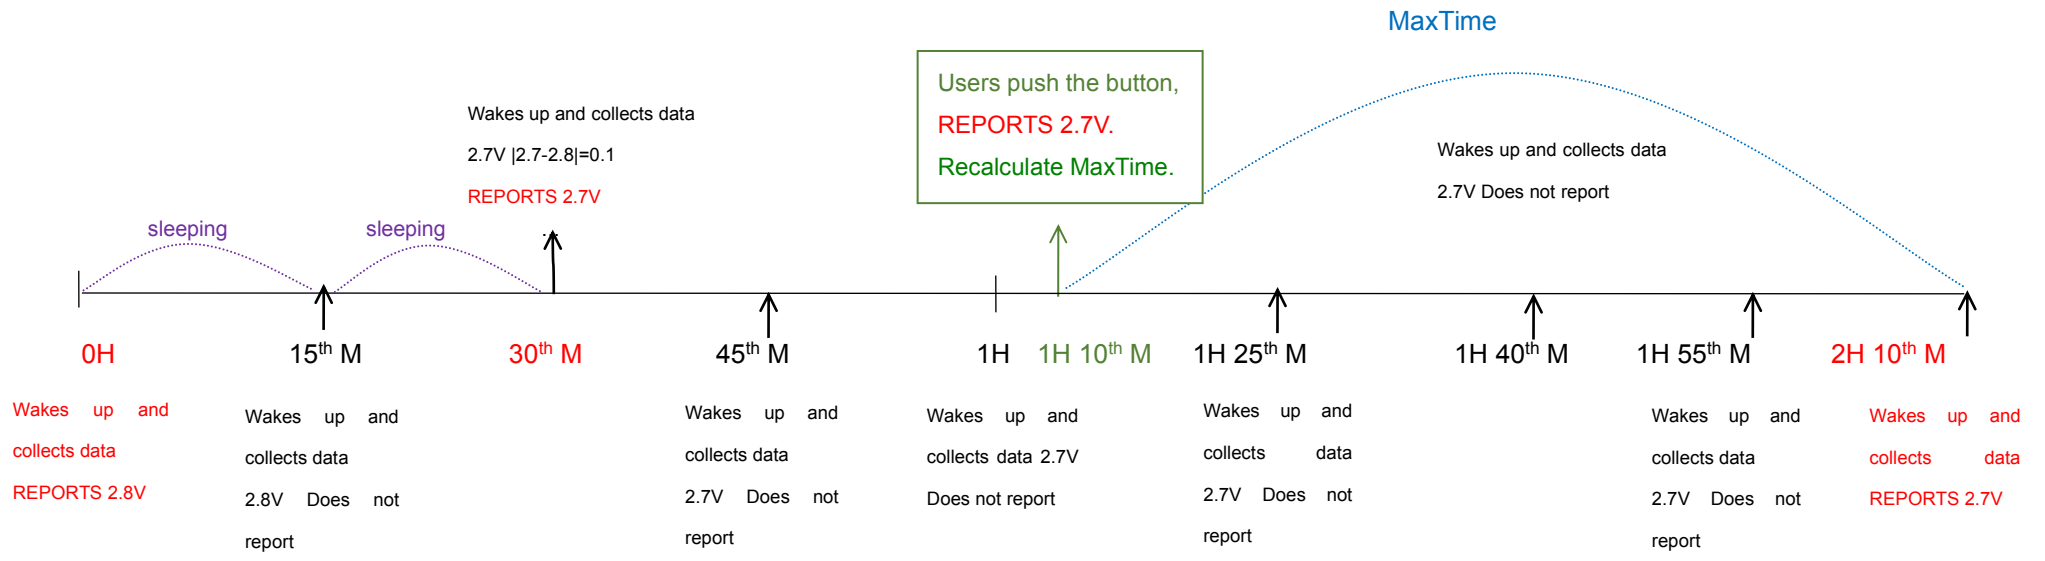 MaxTime
Users push the button,
REPORTS 2.7V.
Recalculate MaxTime.
Wakes up and collects data
2.7V |2.7-2.8|=0.1
REPORTS 2.7V
...
Wakes up and collects data
2.7V Does not report
sleeping
sleeping
0H
15th M
30th M
45th M
1H
1H 10th M
1H 25th M
1H 40th M
1H 55th M
2H 10th M
Wakes up and
collects data
REPORTS 2.8V
Wakes up and
collects data
2.8V Does not
report
Wakes up and
collects data
2.7V Does not
report
Wakes up and
collects data 2.7V
Does not report
Wakes up and
collects data
2.7V Does not
report
Wakes up and
collects data
2.7V Does not
report
Wakes up and
collects data
REPORTS 2.7V